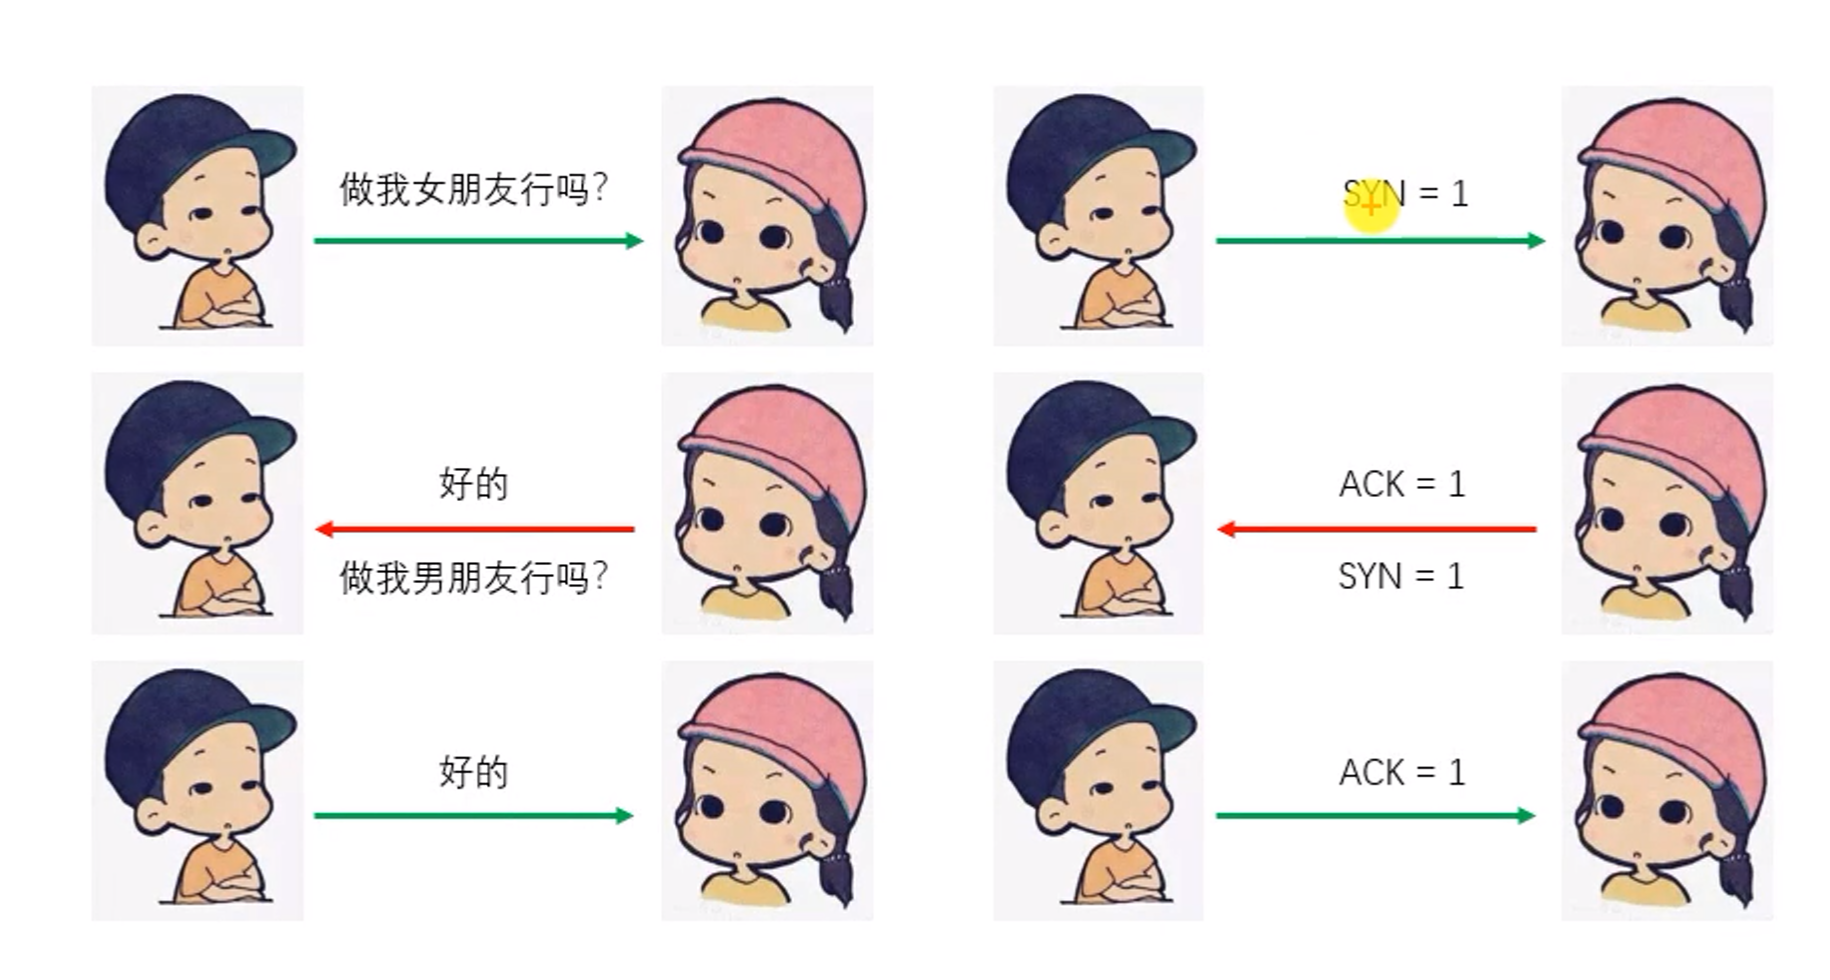 做我女朋友行吗?
SYN = 1
好的
做我男朋友行吗?
ACK = 1
SYN = 1
好的
ACK = 1